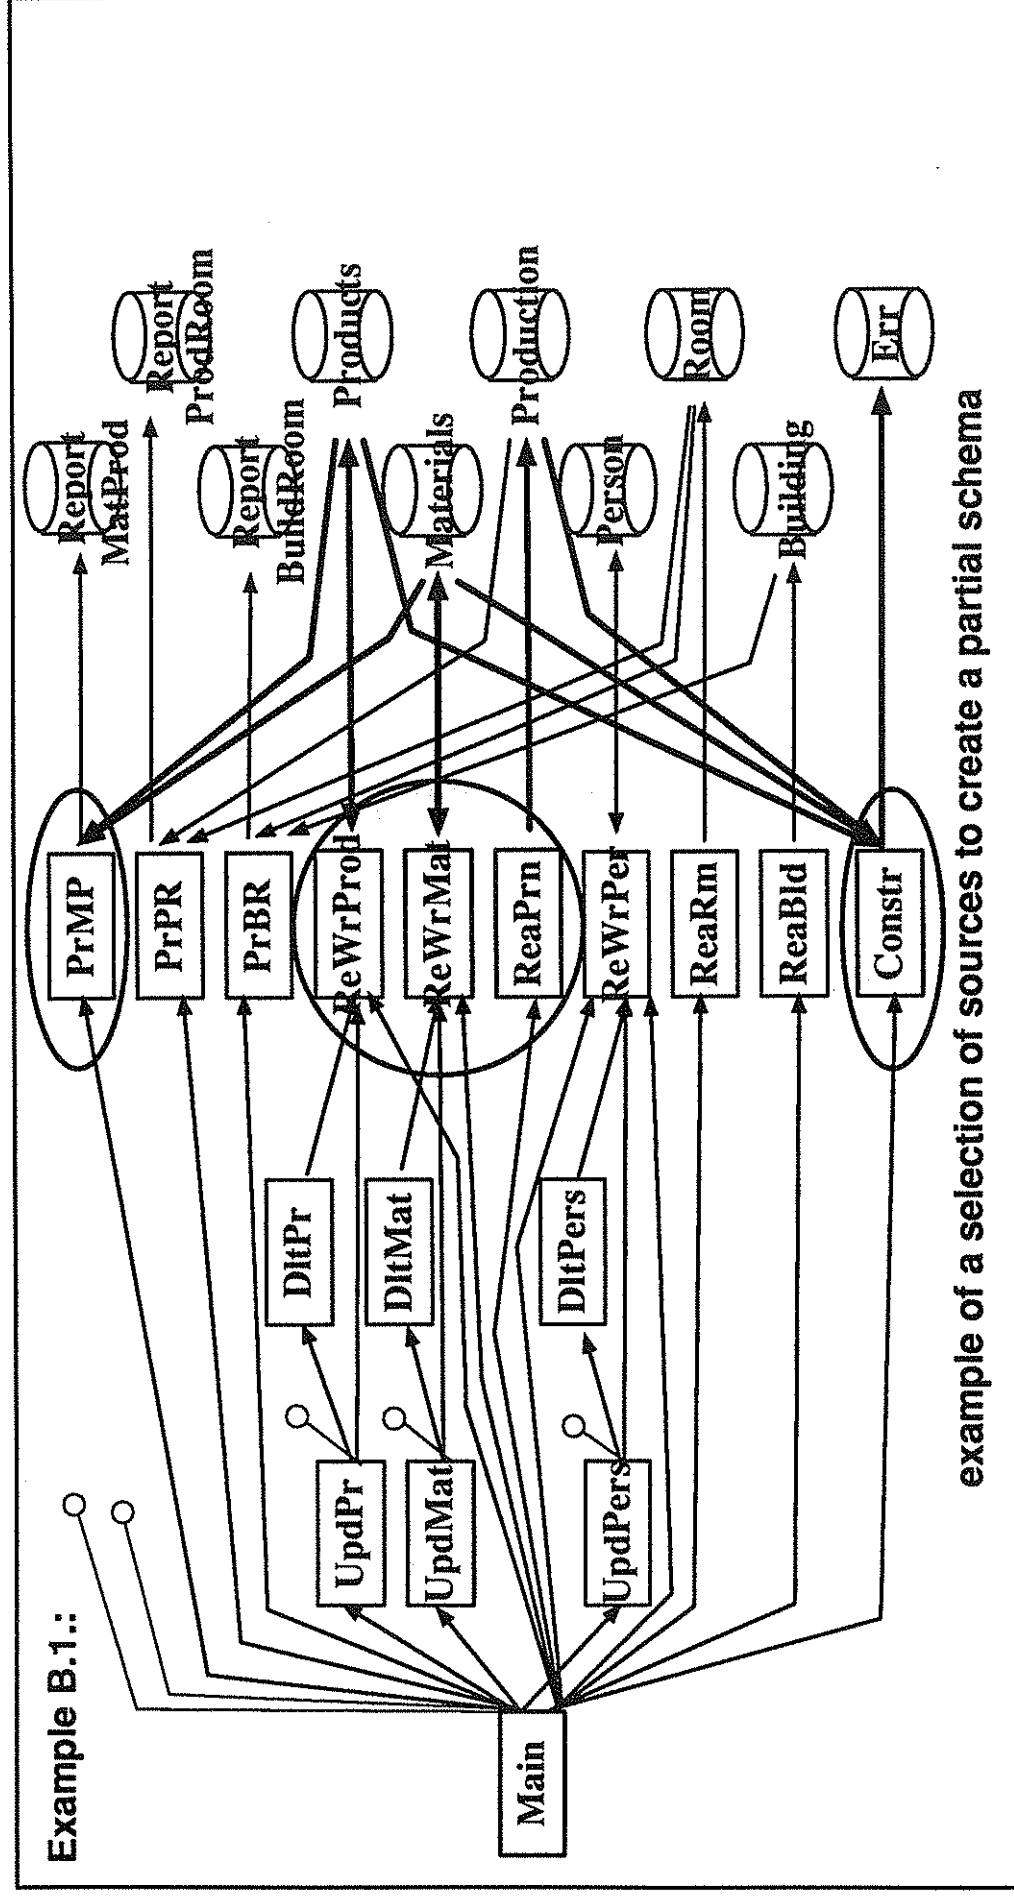 Example B.1.:
Main
UpdPr
UpdMat
UpdPers
DltPr
DltMat
DltPers
PrMP
PrPR
PrBR
ReWrProd
ReWrMat
ReaPrn
ReWrPer
ReaRm
ReaBld
Constr
Report
MatProd
Report
BuildRoom
Materials
Person
Building
Report
ProdRoom
Products
Production
Room
Err
example of a selection of sources to create a partial schema